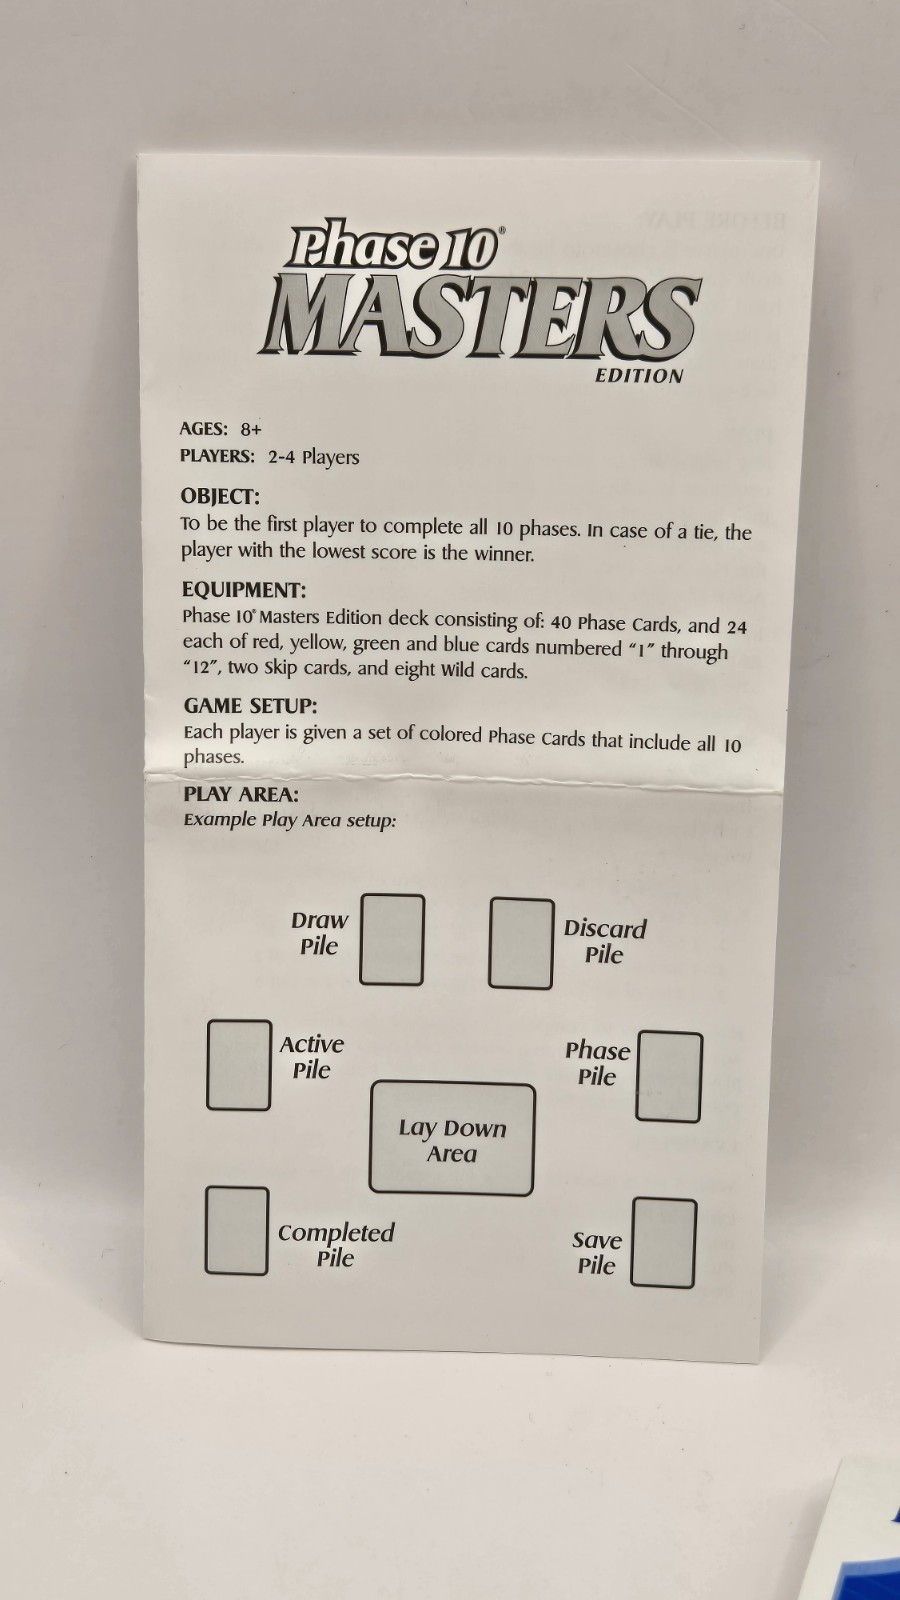 Phase 10®
MASTERS
EDITION
AGES: 8+
PLAYERS: 2-4 Players
OBJECT:
To be the first player to complete all 10 phases. In case of a tie, the
player with the lowest score is the winner.
EQUIPMENT:
Phase 10® Masters Edition deck consisting of: 40 Phase Cards, and 24
each of red, yellow, green and blue cards numbered “1” through
“12”, two Skip cards, and eight Wild cards.
GAME SETUP:
Each player is given a set of colored Phase Cards that include all 10
phases.
PLAY AREA:
Example Play Area setup:
Draw
Pile
Discard
Pile
Active
Pile
Phase
Pile
Lay Down
Area
Completed
Pile
Save
Pile